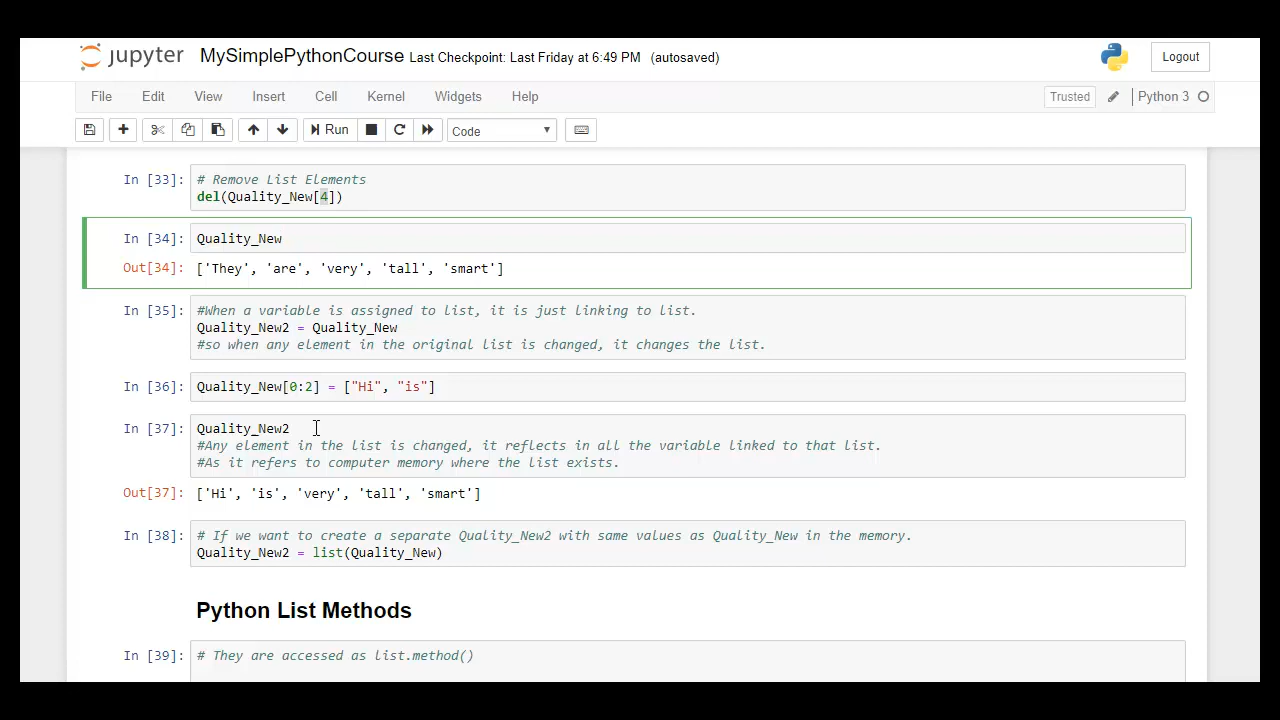 jupyter MySimplePythonCourse Last Checkpoint: Last Friday at 6:49 PM (autosaved) Logout
File Edit View Insert Cell Kernel Widgets Help Trusted Python 3
Run Code
In [33]: # Remove List Elements
del(Quality_New[4])
In [34]: Quality_New
Out[34]: ['They', 'are', 'very', 'tall', 'smart']
In [35]: #When a variable is assigned to list, it is just linking to list.
Quality_New2 = Quality_New
#so when any element in the original list is changed, it changes the list.
In [36]: Quality_New[0:2] = ["Hi", "is"]
In [37]: Quality_New2
#Any element in the list is changed, it reflects in all the variable linked to that list.
#As it refers to computer memory where the list exists.
Out[37]: ['Hi', 'is', 'very', 'tall', 'smart']
In [38]: # If we want to create a separate Quality_New2 with same values as Quality_New in the memory.
Quality_New2 = list(Quality_New)
Python List Methods
In [39]: # They are accessed as list.method()